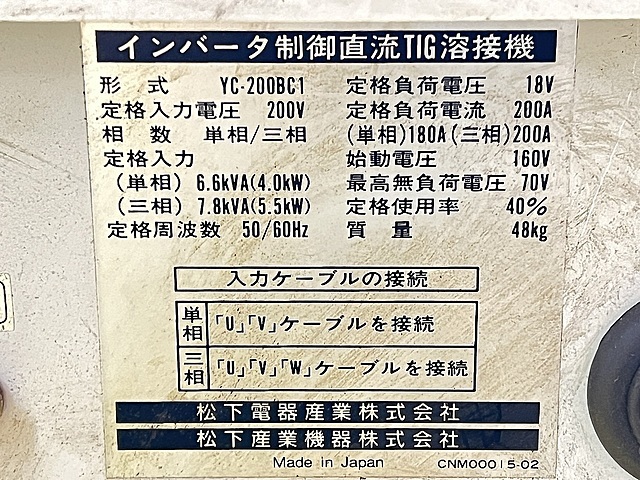 インバータ制御直流TIG溶接機
形 式 YC-200BC1
定格入力電圧 200V
相 数 単相/三相
定格入力
(単相) 6.6kVA(4.0kW)
(三相) 7.8kVA(5.5kW)
定格周波数 50/60Hz
定格負荷電圧 18V
定格負荷電流 200A
(単相)180A(三相)200A
始動電圧 160V
最高無負荷電圧 70V
定格使用率 40%
質 量 48kg
入力ケーブルの接続
単相 「U」「V」ケーブルを接続
三相 「U」「V」「W」ケーブルを接続
松下電器産業株式会社
松下産業機器株式会社
Made in Japan CNM00015-02